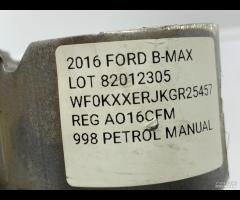 2016 FORD B-MAX
LOT 82012305
WF0KXXERJKGR25457
REG AO16CFM
998 PETROL MANUAL